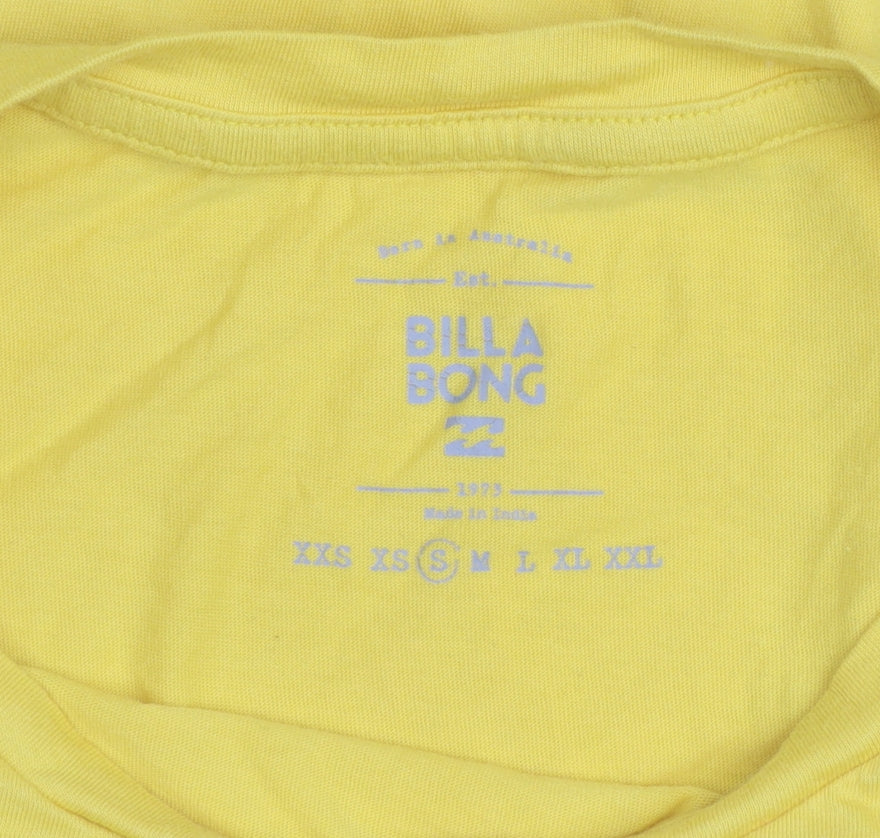 Born in Australia
Est.
BILLA
BONG
1973
Made in India
XXS XS S M L XL XXL